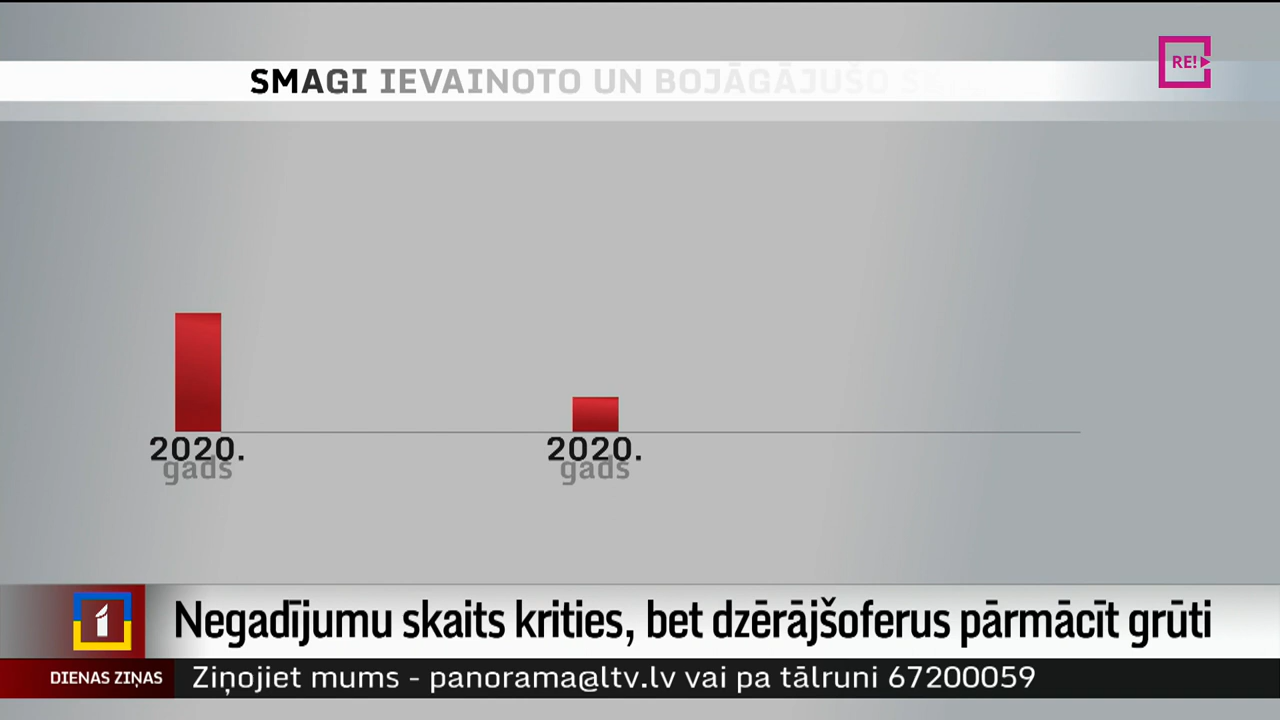 SMAGI IEVAINOTO UN BOJĀGĀJUŠO
RE!
2020.
gads
2020.
gads
1
Negadījumu skaits krities, bet dzērājšoferus pārmācīt grūti
DIENAS ZIŅAS
Ziņojiet mums - panorama@ltv.lv vai pa tālruni 67200059